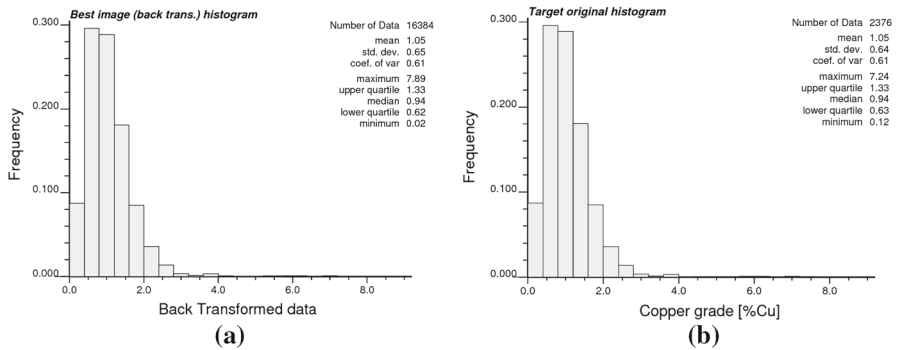 Best image (back trans.) histogram
Number of Data 16384
mean 1.05
std. dev. 0.65
coef. of var 0.61
maximum 7.89
upper quartile 1.33
median 0.94
lower quartile 0.62
minimum 0.02
Frequency
0.300
0.200
0.100
0.000
0.0 2.0 4.0 6.0 8.0
Back Transformed data
(a)
Target original histogram
Number of Data 2376
mean 1.05
std. dev. 0.64
coef. of var 0.61
maximum 7.24
upper quartile 1.33
median 0.94
lower quartile 0.63
minimum 0.12
Frequency
0.300
0.200
0.100
0.000
0.0 2.0 4.0 6.0 8.0
Copper grade [%Cu]
(b)